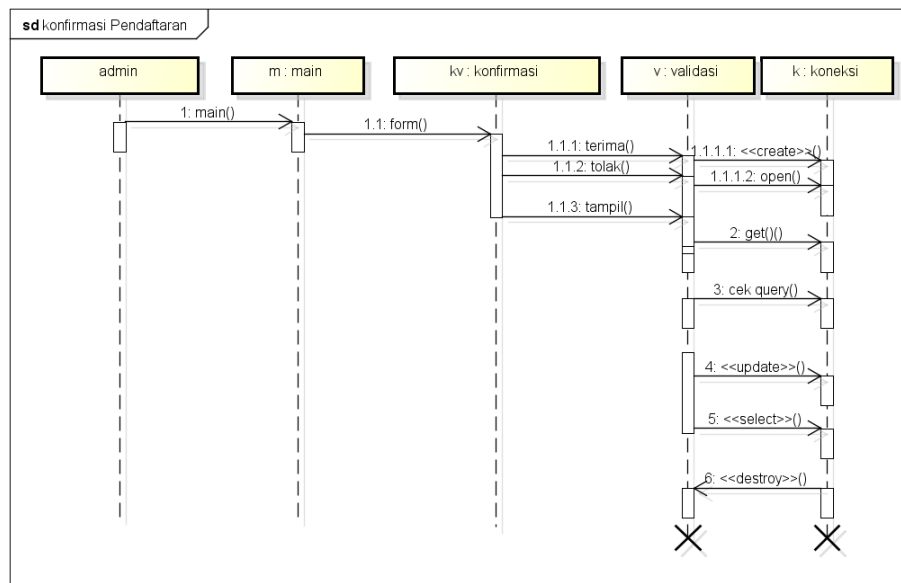 sd konfirmasi Pendaftaran
admin
m : main
kv : konfirmasi
v : validasi
k : koneksi
1: main()
1.1: form()
1.1.1: terima()
1.1.1.1: <<create>>()
1.1.2: tolak()
1.1.1.2: open()
1.1.3: tampil()
2: get()()
3: cek query()
4: <<update>>()
5: <<select>>()
6: <<destroy>>()